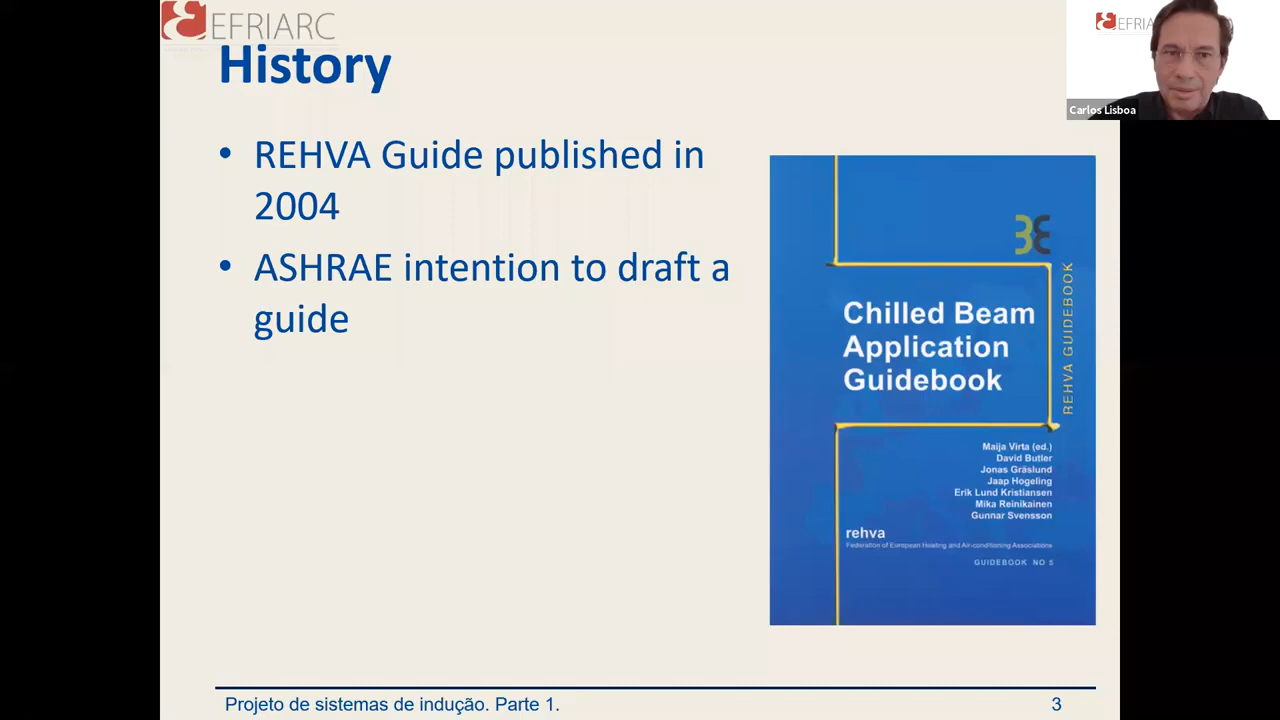 EFRIARC
History
• REHVA Guide published in
2004
• ASHRAE intention to draft a
guide
Chilled Beam
Application
Guidebook
REHVA GUIDEBOOK
Maija Virta (ed.)
David Butler
Jonas Gräslund
Jaap Hogeling
Erik Lund Kristiansen
Mika Reinikainen
Gunnar Svensson
rehva
Federation of European Heating and Air-conditioning Associations
GUIDEBOOK NO 5
Projeto de sistemas de indução. Parte 1.
3
Carlos Lisboa